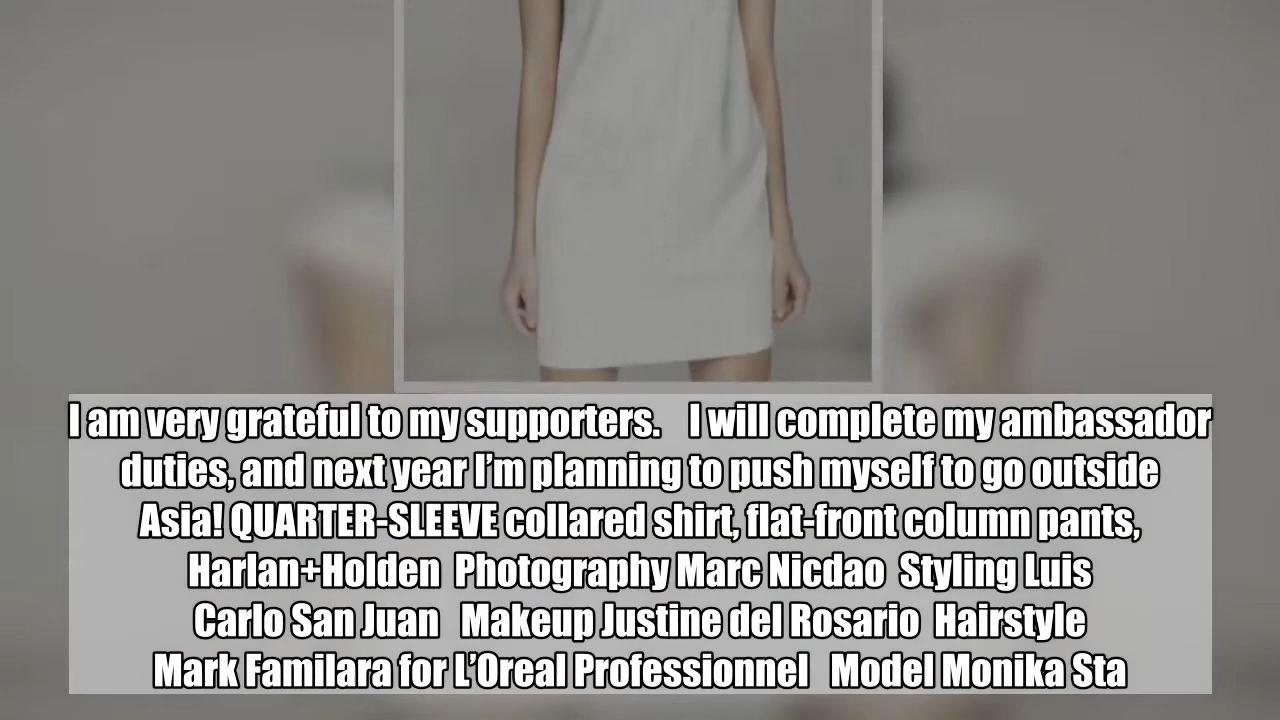 I am very grateful to my supporters. I will complete my ambassador
duties, and next year I’m planning to push myself to go outside
Asia! QUARTER-SLEEVE collared shirt, flat-front column pants,
Harlan+Holden Photography Marc Nicdao Styling Luis
Carlo San Juan Makeup Justine del Rosario Hairstyle
Mark Familara for L’Oreal Professionnel Model Monika Sta